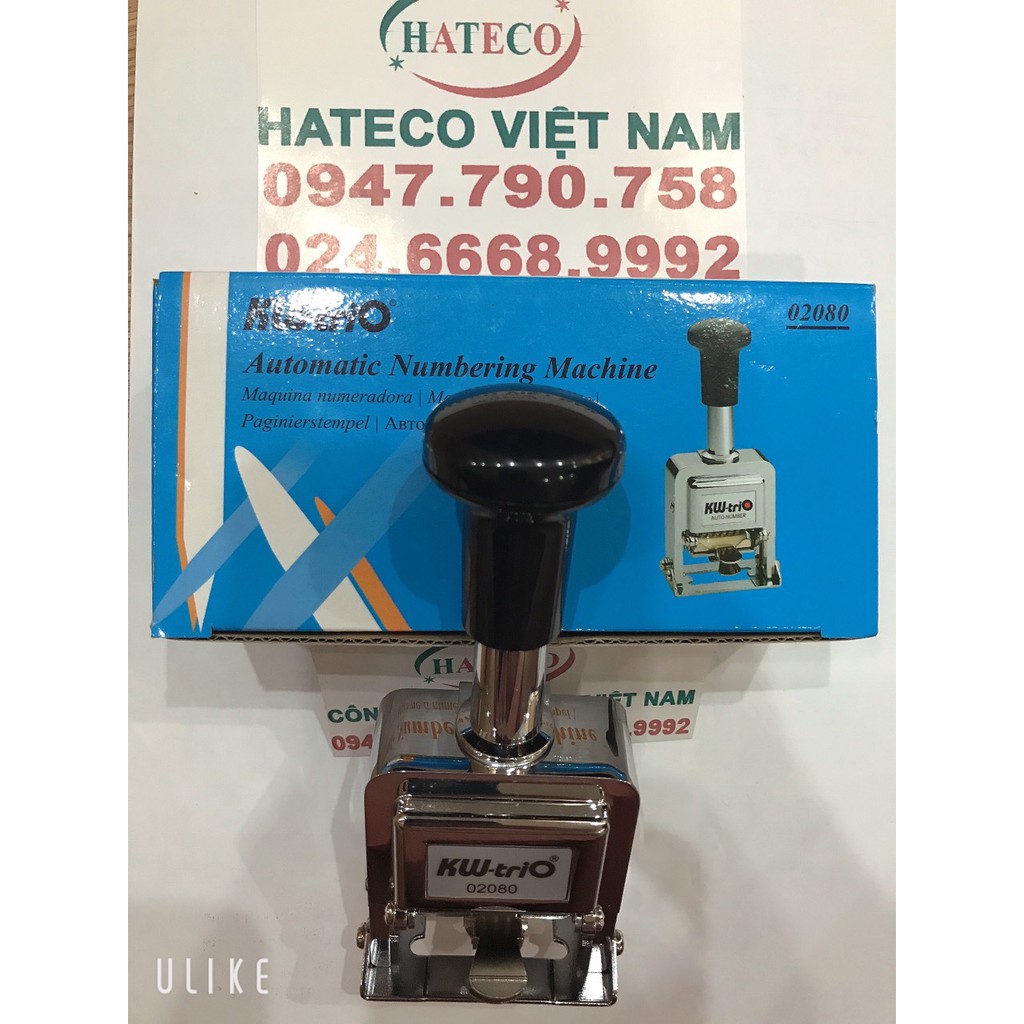 HATECO
HATECO VIỆT NAM
0947.790.758
024.6668.9992
KW-triO®
02080
Automatic Numbering Machine
Maquina numeradora |
Paginierstempel |
KW-triO
AUTO-NUMBER
VIỆT NAM
CÔN
.9992
KW-triO®
02080
ULIKE